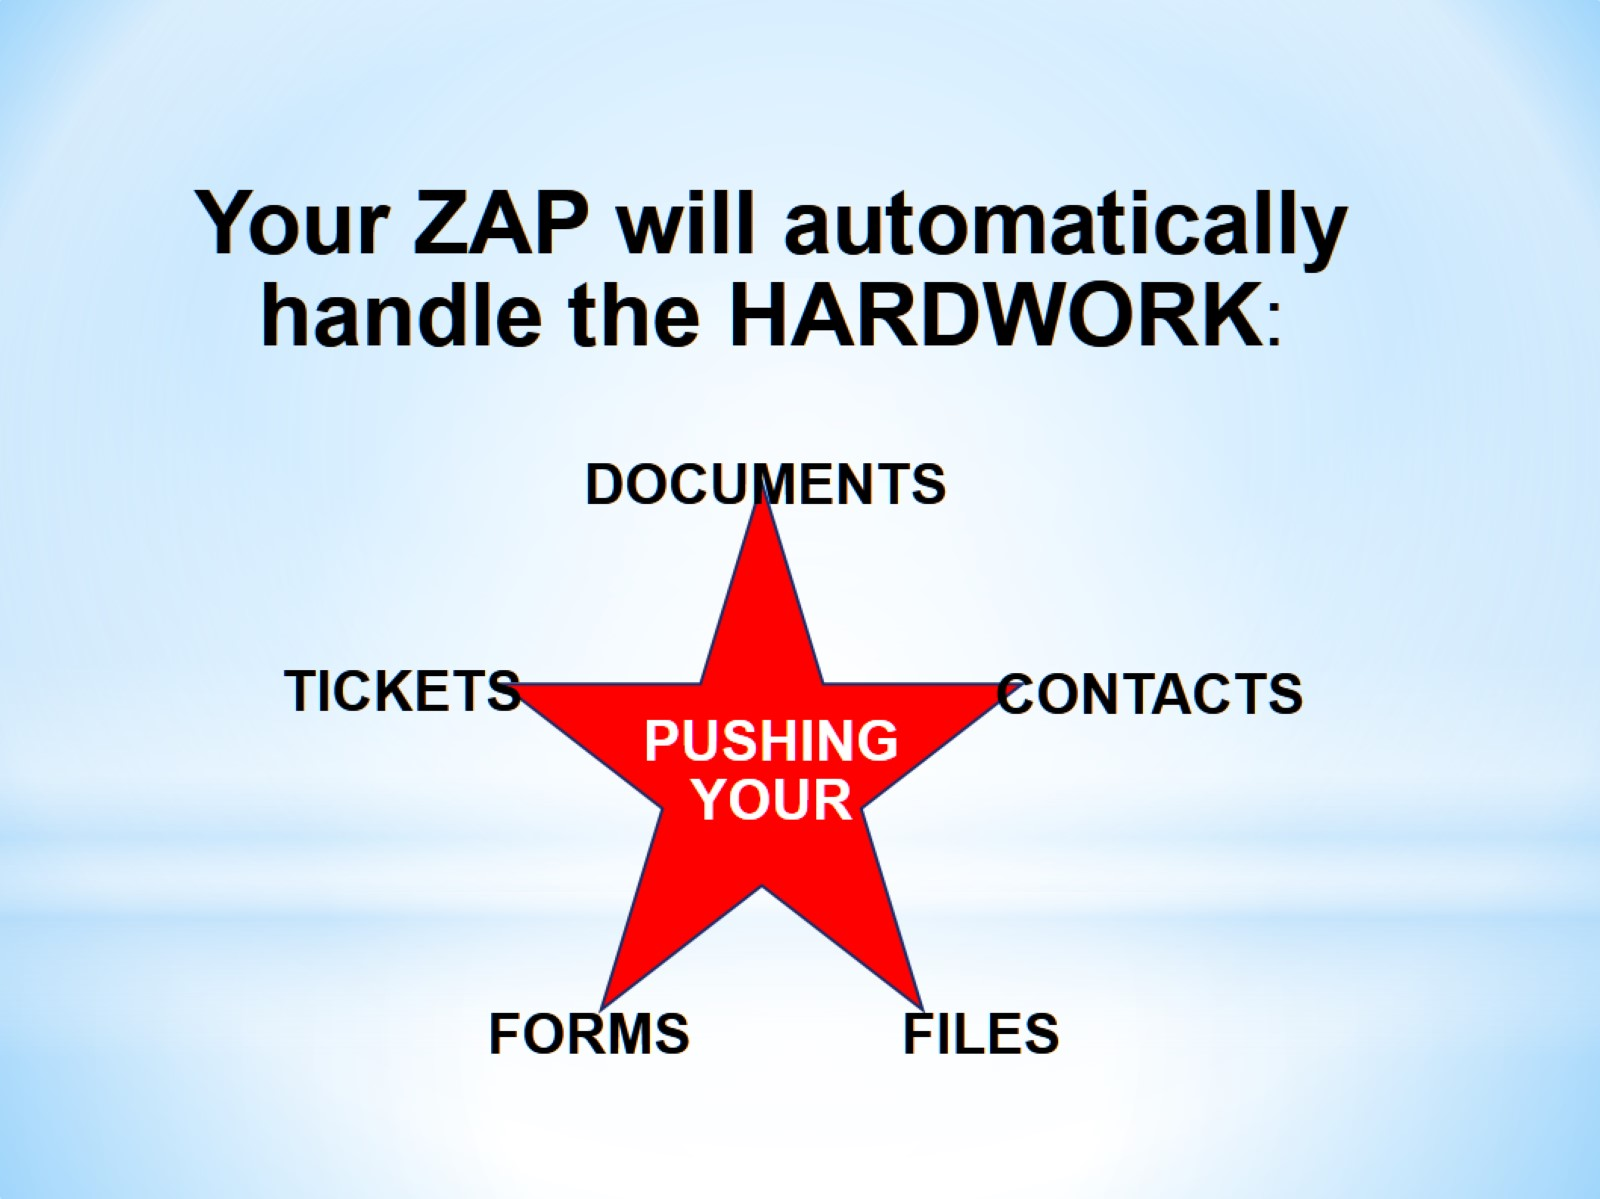 Your ZAP will automatically
handle the HARDWORK:
DOCUMENTS
TICKETS
CONTACTS
PUSHING
YOUR
FORMS
FILES